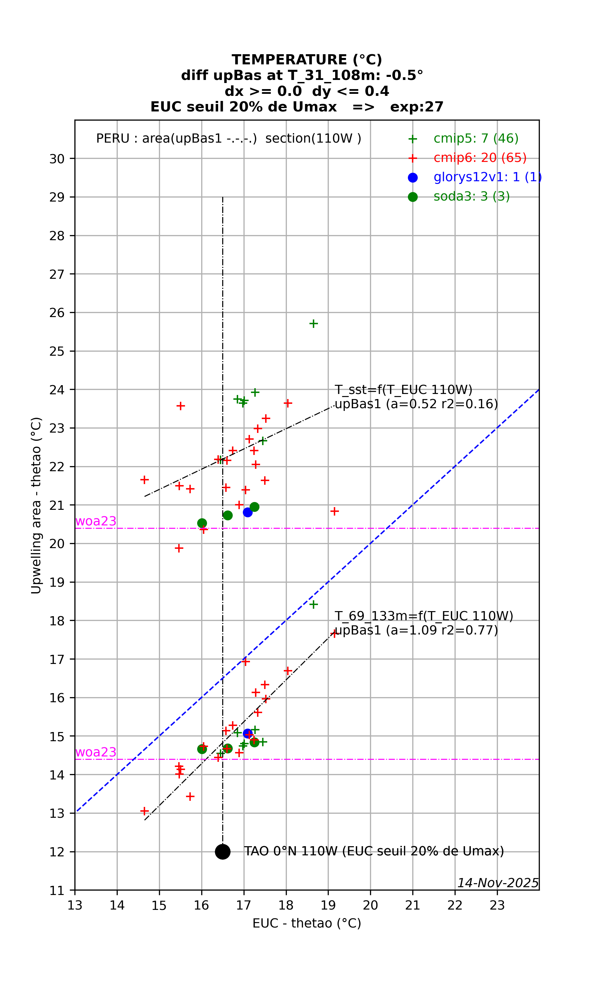 TEMPERATURE (°C)
diff upBas at T_31_108m: -0.5°
dx >= 0.0  dy <= 0.4
EUC seuil 20% de Umax   =>   exp:27
PERU : area(upBas1 -.-.-.)  section(110W )
cmip5: 7 (46)
cmip6: 20 (65)
glorys12v1: 1 (1)
soda3: 3 (3)
30
29
28
27
26
25
24
23
22
21
20
19
18
17
16
15
14
13
12
11
Upwelling area - thetao (°C)
T_sst=f(T_EUC 110W)
upBas1 (a=0.52 r2=0.16)
woa23
T_69_133m=f(T_EUC 110W)
upBas1 (a=1.09 r2=0.77)
woa23
TAO 0°N 110W (EUC seuil 20% de Umax)
14-Nov-2025
13 14 15 16 17 18 19 20 21 22 23
EUC - thetao (°C)